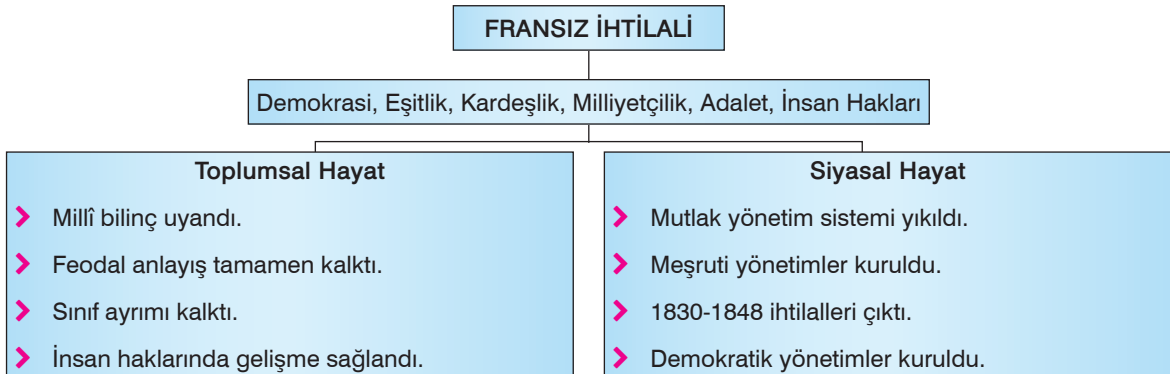 FRANSIZ İHTİLALİ
Demokrasi, Eşitlik, Kardeşlik, Milliyetçilik, Adalet, İnsan Hakları
Toplumsal Hayat
Millî bilinç uyandı.
Feodal anlayış tamamen kalktı.
Sınıf ayrımı kalktı.
İnsan haklarında gelişme sağlandı.
Siyasal Hayat
Mutlak yönetim sistemi yıkıldı.
Meşruti yönetimler kuruldu.
1830-1848 ihtilalleri çıktı.
Demokratik yönetimler kuruldu.